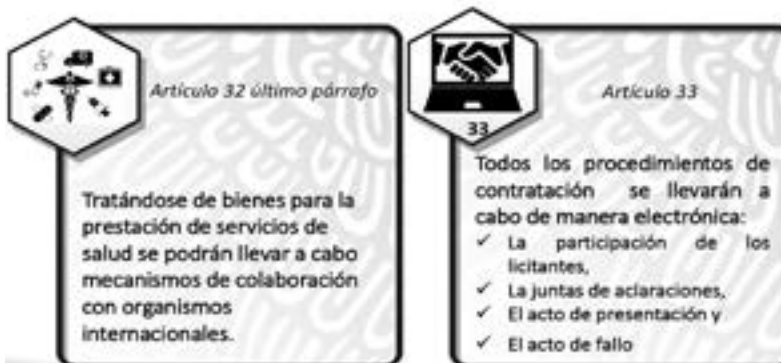 Artículo 32 último párrafo
Tratándose de bienes para la
prestación de servicios de
salud se podrán llevar a cabo
mecanismos de colaboración
con organismos
internacionales.
33
Artículo 33
Todos los procedimientos de
contratación se llevarán a
cabo de manera electrónica:
✓ La participación de los
licitantes,
✓ La juntas de aclaraciones,
✓ El acto de presentación y
✓ El acto de fallo